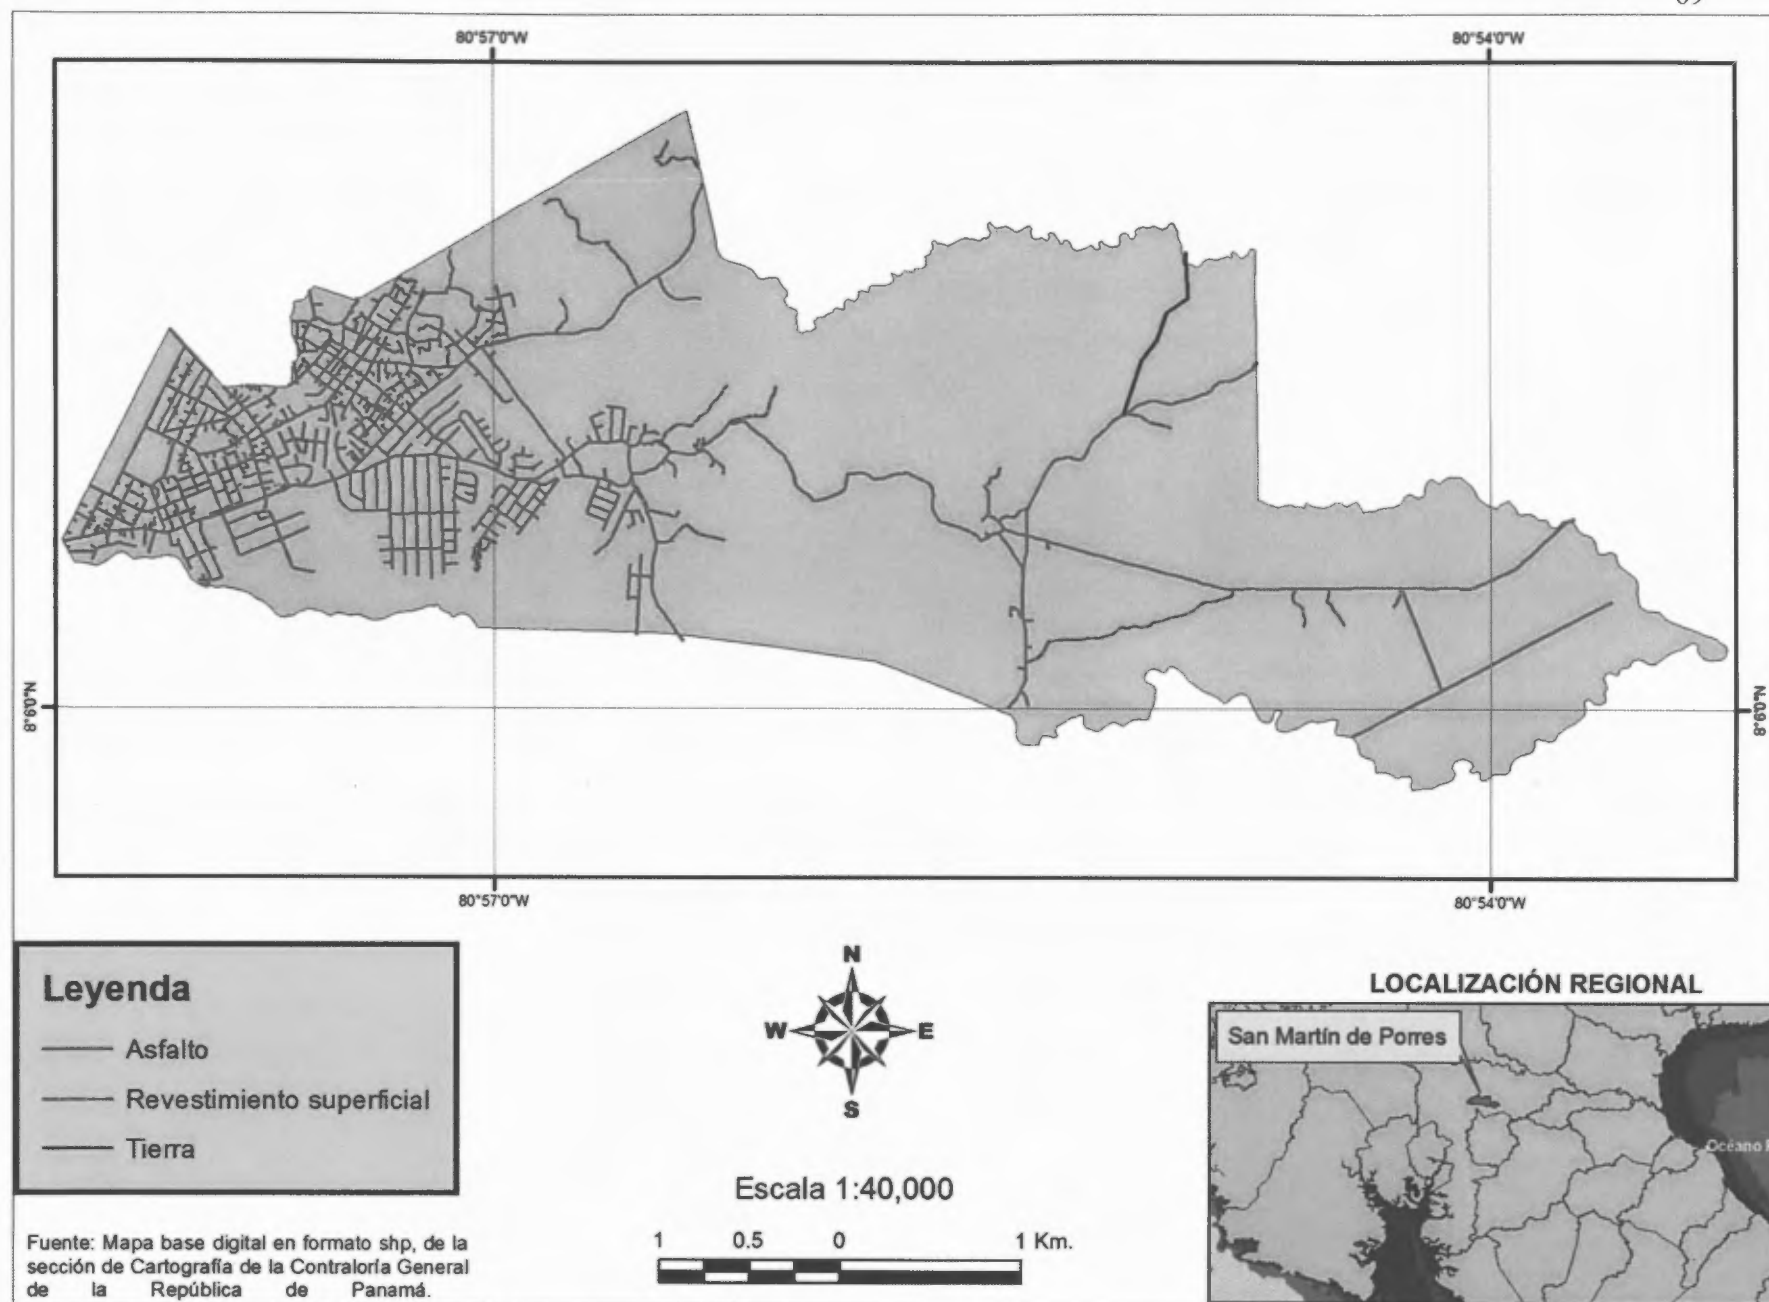 80°57'0"W
80°54'0"W
8°6'0"N
8°6'0"N
80°57'0"W
80°54'0"W
Leyenda
Asfalto
Revestimiento superficial
Tierra
Fuente: Mapa base digital en formato shp, de la
sección de Cartografía de la Contraloría General
de la República de Panamá.
N
W
E
S
Escala 1:40,000
1 0.5 0 1 Km.
LOCALIZACIÓN REGIONAL
San Martín de Porres
Océano